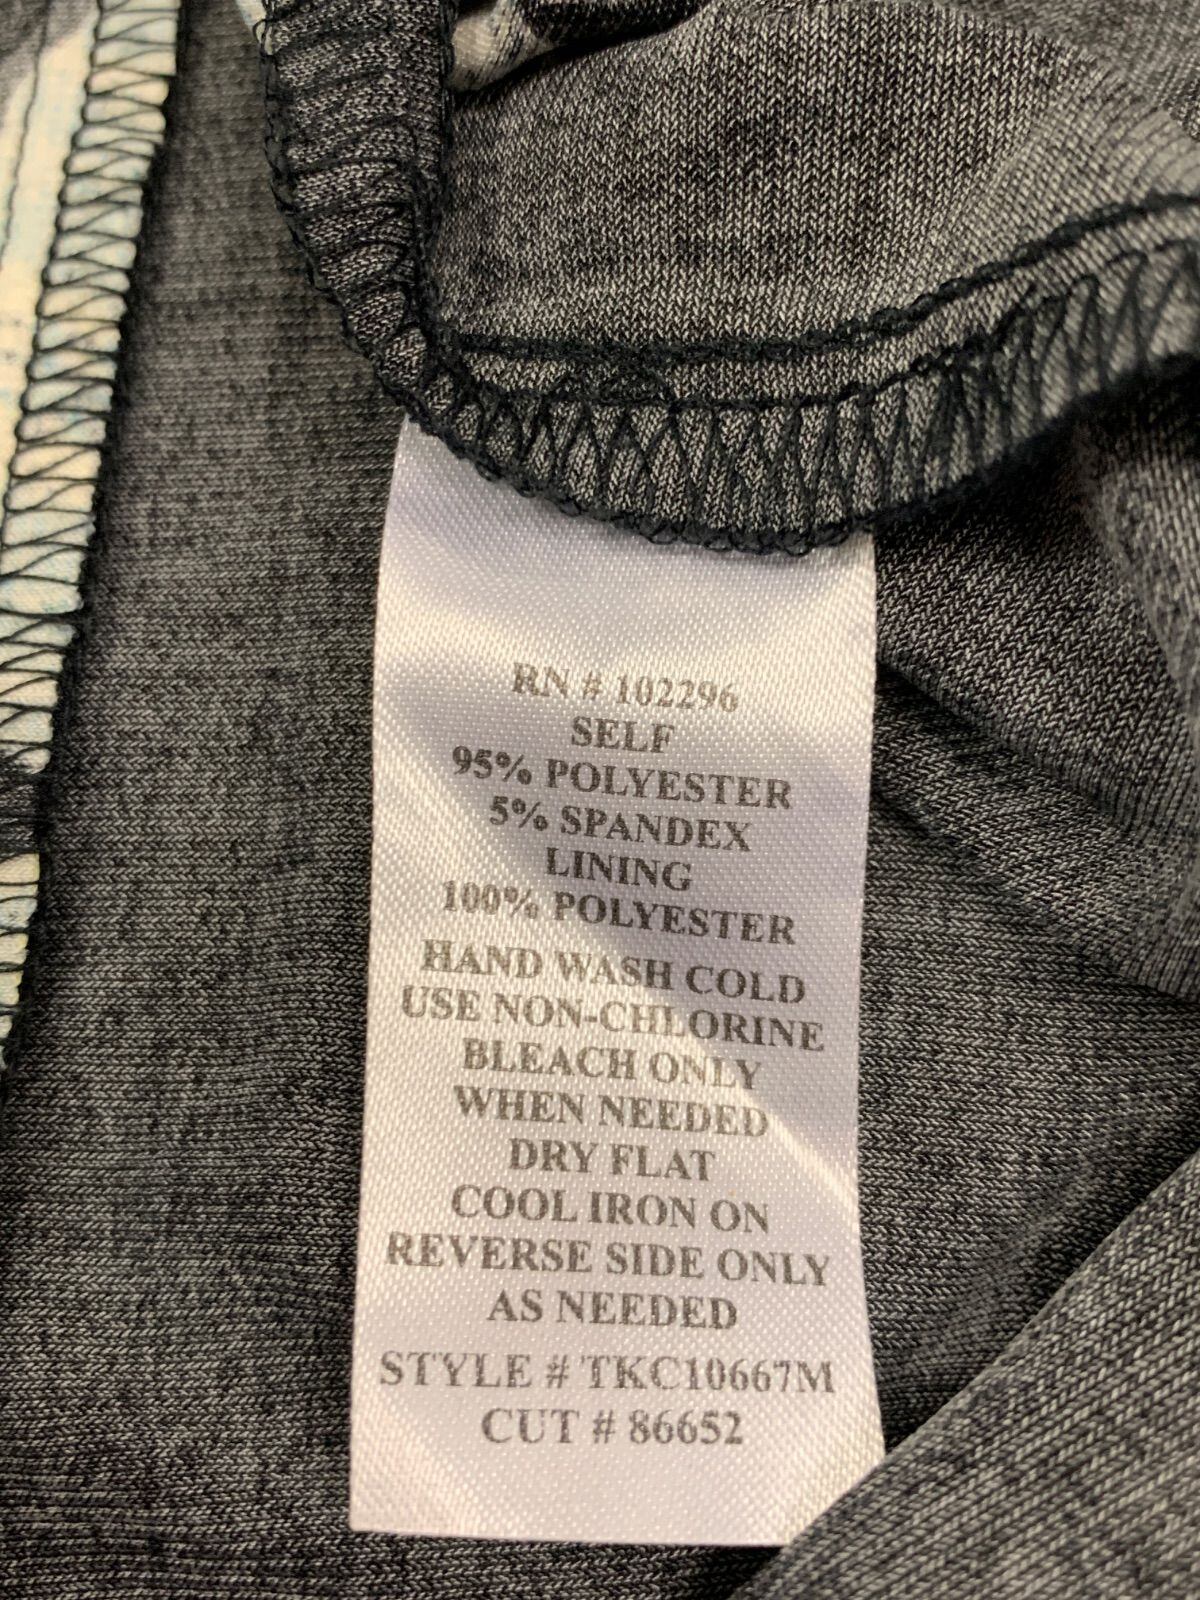 RN # 102296
SELF
95% POLYESTER
5% SPANDEX
LINING
100% POLYESTER
HAND WASH COLD
USE NON-CHLORINE
BLEACH ONLY
WHEN NEEDED
DRY FLAT
COOL IRON ON
REVERSE SIDE ONLY
AS NEEDED
STYLE # TKC10667M
CUT # 86652